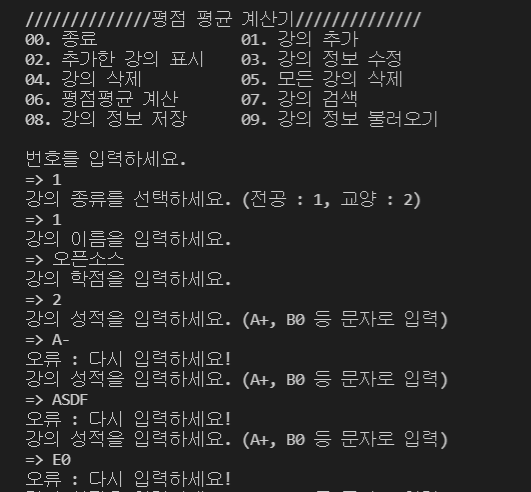 //////////////평점 평균 계산기//////////////
00. 종료 01. 강의 추가
02. 추가한 강의 표시 03. 강의 정보 수정
04. 강의 삭제 05. 모든 강의 삭제
06. 평점평균 계산 07. 강의 검색
08. 강의 정보 저장 09. 강의 정보 불러오기
번호를 입력하세요.
=> 1
강의 종류를 선택하세요. (전공 : 1, 교양 : 2)
=> 1
강의 이름을 입력하세요.
=> 오픈소스
강의 학점을 입력하세요.
=> 2
강의 성적을 입력하세요. (A+, B0 등 문자로 입력)
=> A-
오류 : 다시 입력하세요!
강의 성적을 입력하세요. (A+, B0 등 문자로 입력)
=> ASDF
오류 : 다시 입력하세요!
강의 성적을 입력하세요. (A+, B0 등 문자로 입력)
=> E0
오류 : 다시 입력하세요!